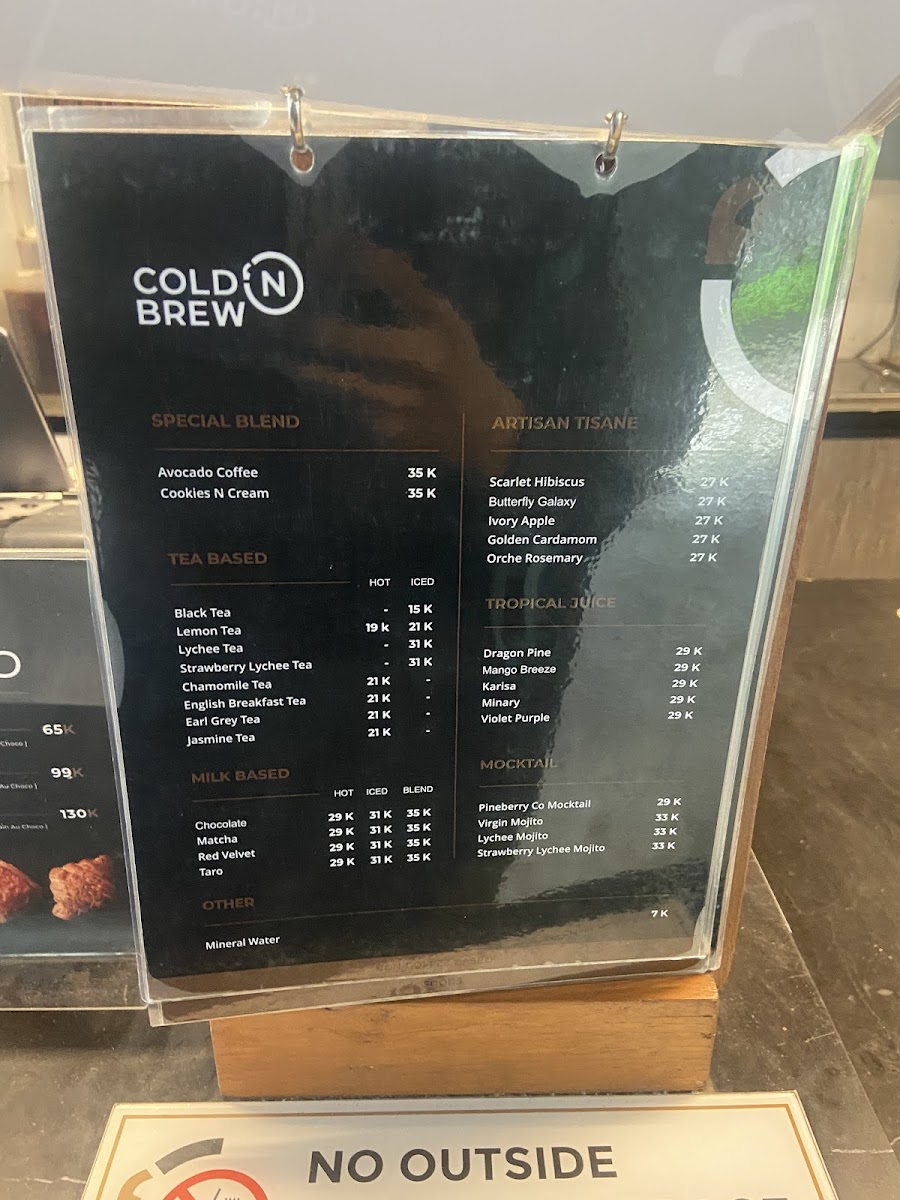 COLD N
BREW
SPECIAL BLEND
Avocado Coffee 35 K
Cookies N Cream 35 K
TEA BASED
HOT ICED
Black Tea - 15 K
Lemon Tea 19 k 21 K
Lychee Tea - 31 K
Strawberry Lychee Tea - 31 K
Chamomile Tea 21 K -
English Breakfast Tea 21 K -
Earl Grey Tea 21 K -
Jasmine Tea 21 K -
MILK BASED
HOT ICED BLEND
Chocolate 29 K 31 K 35 K
Matcha 29 K 31 K 35 K
Red Velvet 29 K 31 K 35 K
Taro 29 K 31 K 35 K
OTHER
Mineral Water 7 K
ARTISAN TISANE
Scarlet Hibiscus 27 K
Butterfly Galaxy 27 K
Ivory Apple 27 K
Golden Cardamom 27 K
Orche Rosemary 27 K
TROPICAL JUICE
Dragon Pine 29 K
Mango Breeze 29 K
Karisa 29 K
Minary 29 K
Violet Purple 29 K
MOCKTAIL
Pineberry Co Mocktail 29 K
Virgin Mojito 33 K
Lychee Mojito 33 K
Strawberry Lychee Mojito 33 K
O
65K
Choco ]
99K
Au Choco ]
130K
Au Choco ]
NO OUTSIDE